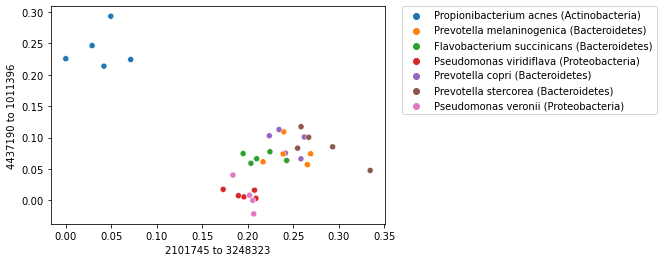 0.30
0.25
0.20
0.15
0.10
0.05
0.00
4437190 to 1011396
0.00 0.05 0.10 0.15 0.20 0.25 0.30 0.35
2101745 to 3248323
Propionibacterium acnes (Actinobacteria)
Prevotella melaninogenica (Bacteroidetes)
Flavobacterium succinicans (Bacteroidetes)
Pseudomonas viridiflava (Proteobacteria)
Prevotella copri (Bacteroidetes)
Prevotella stercorea (Bacteroidetes)
Pseudomonas veronii (Proteobacteria)